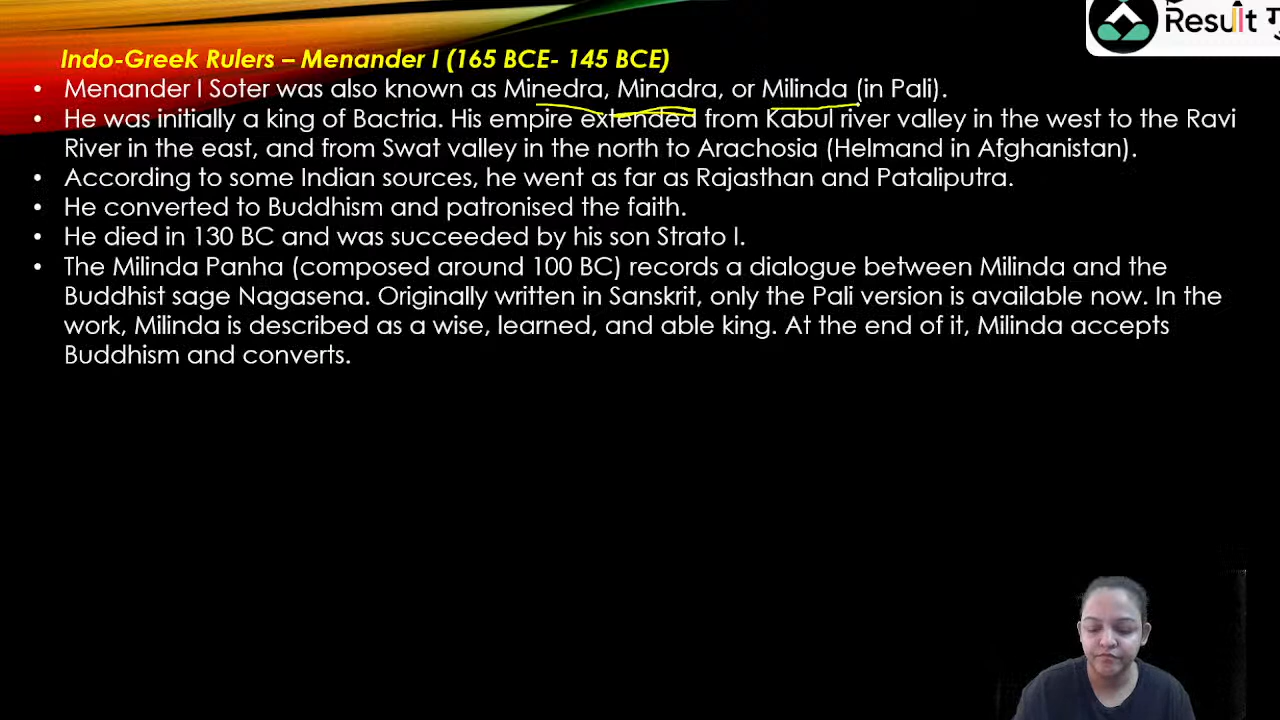 Result
Indo-Greek Rulers – Menander I (165 BCE- 145 BCE)
• Menander I Soter was also known as Minedra, Minadra, or Milinda (in Pali).
• He was initially a king of Bactria. His empire extended from Kabul river valley in the west to the Ravi
River in the east, and from Swat valley in the north to Arachosia (Helmand in Afghanistan).
• According to some Indian sources, he went as far as Rajasthan and Pataliputra.
• He converted to Buddhism and patronised the faith.
• He died in 130 BC and was succeeded by his son Strato I.
• The Milinda Panha (composed around 100 BC) records a dialogue between Milinda and the
Buddhist sage Nagasena. Originally written in Sanskrit, only the Pali version is available now. In the
work, Milinda is described as a wise, learned, and able king. At the end of it, Milinda accepts
Buddhism and converts.